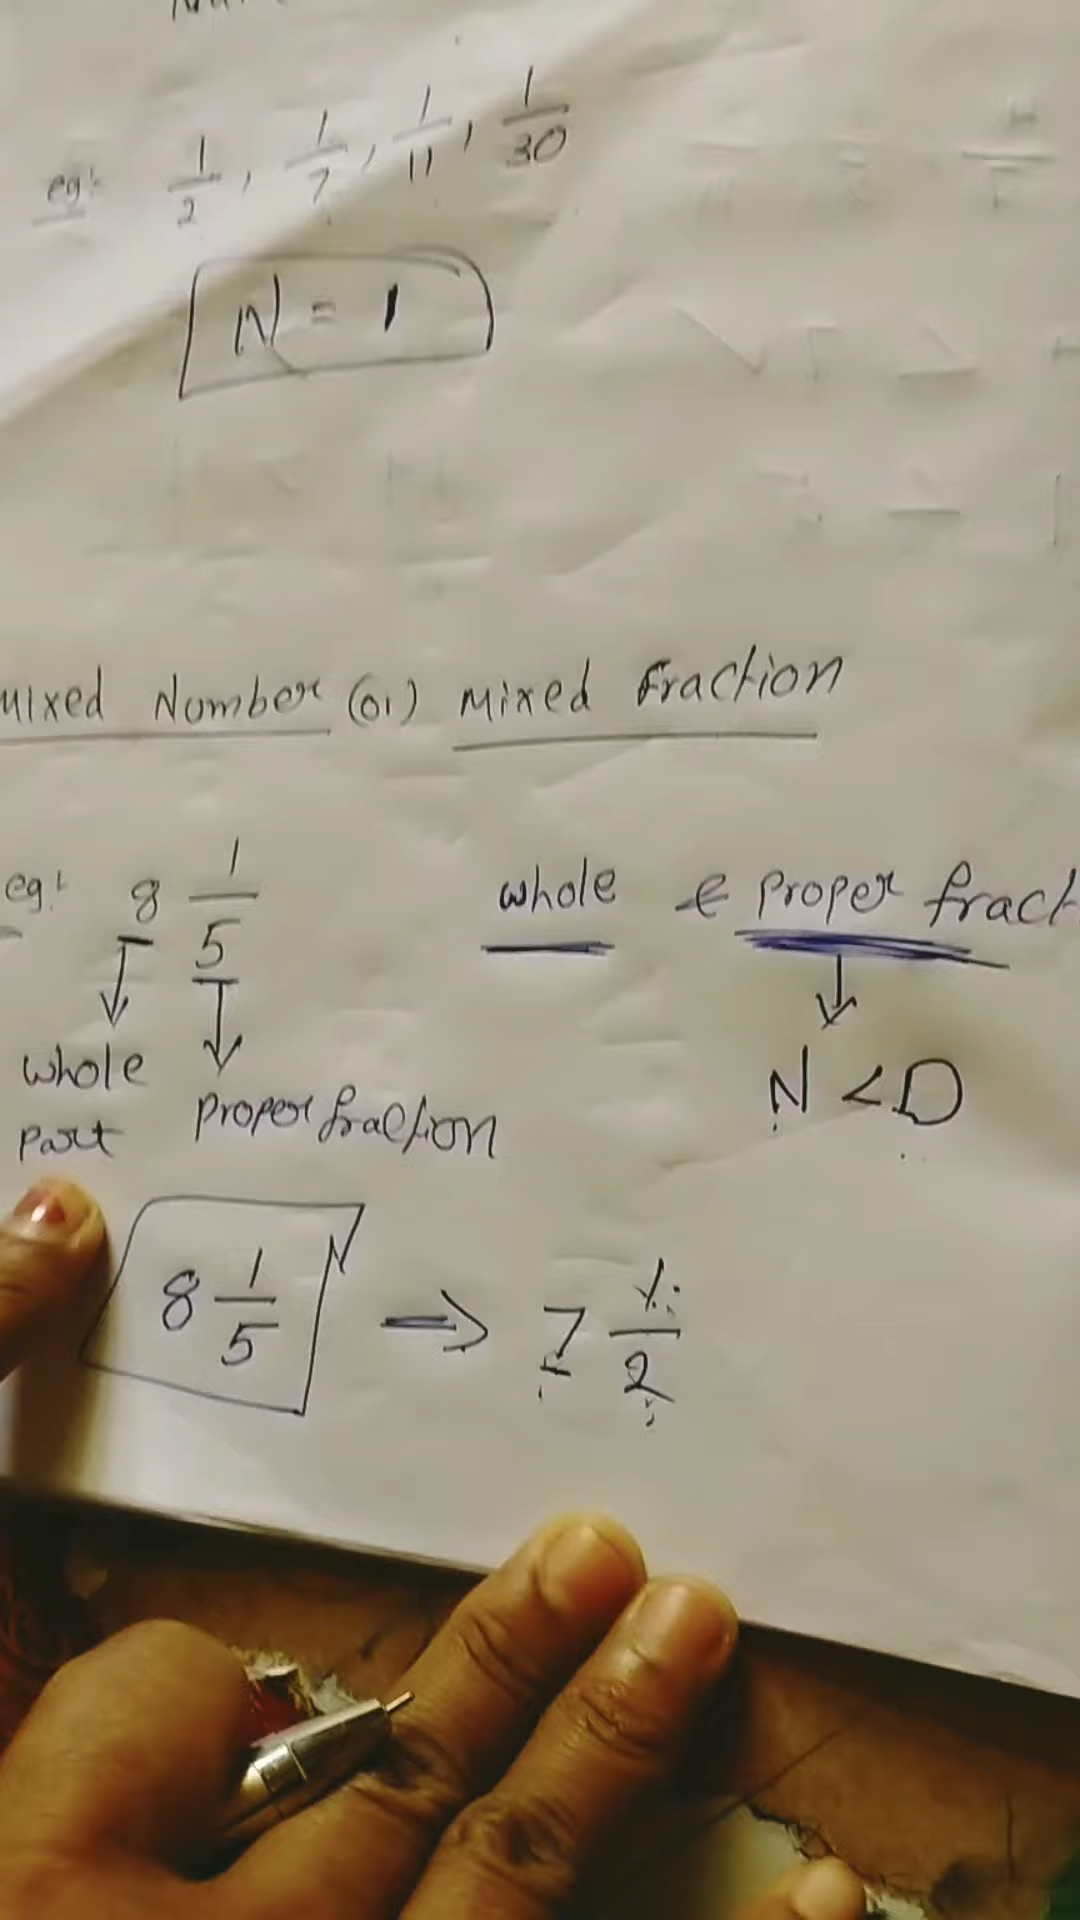 eg:- 1/2, 1/7, 1/11, 1/30
N = 1
Mixed Number (or) Mixed Fraction
eg: 8 1/5
whole & Proper fract
whole part
Proper fraction
N < D
8 1/5 ⇒ 7 1/2